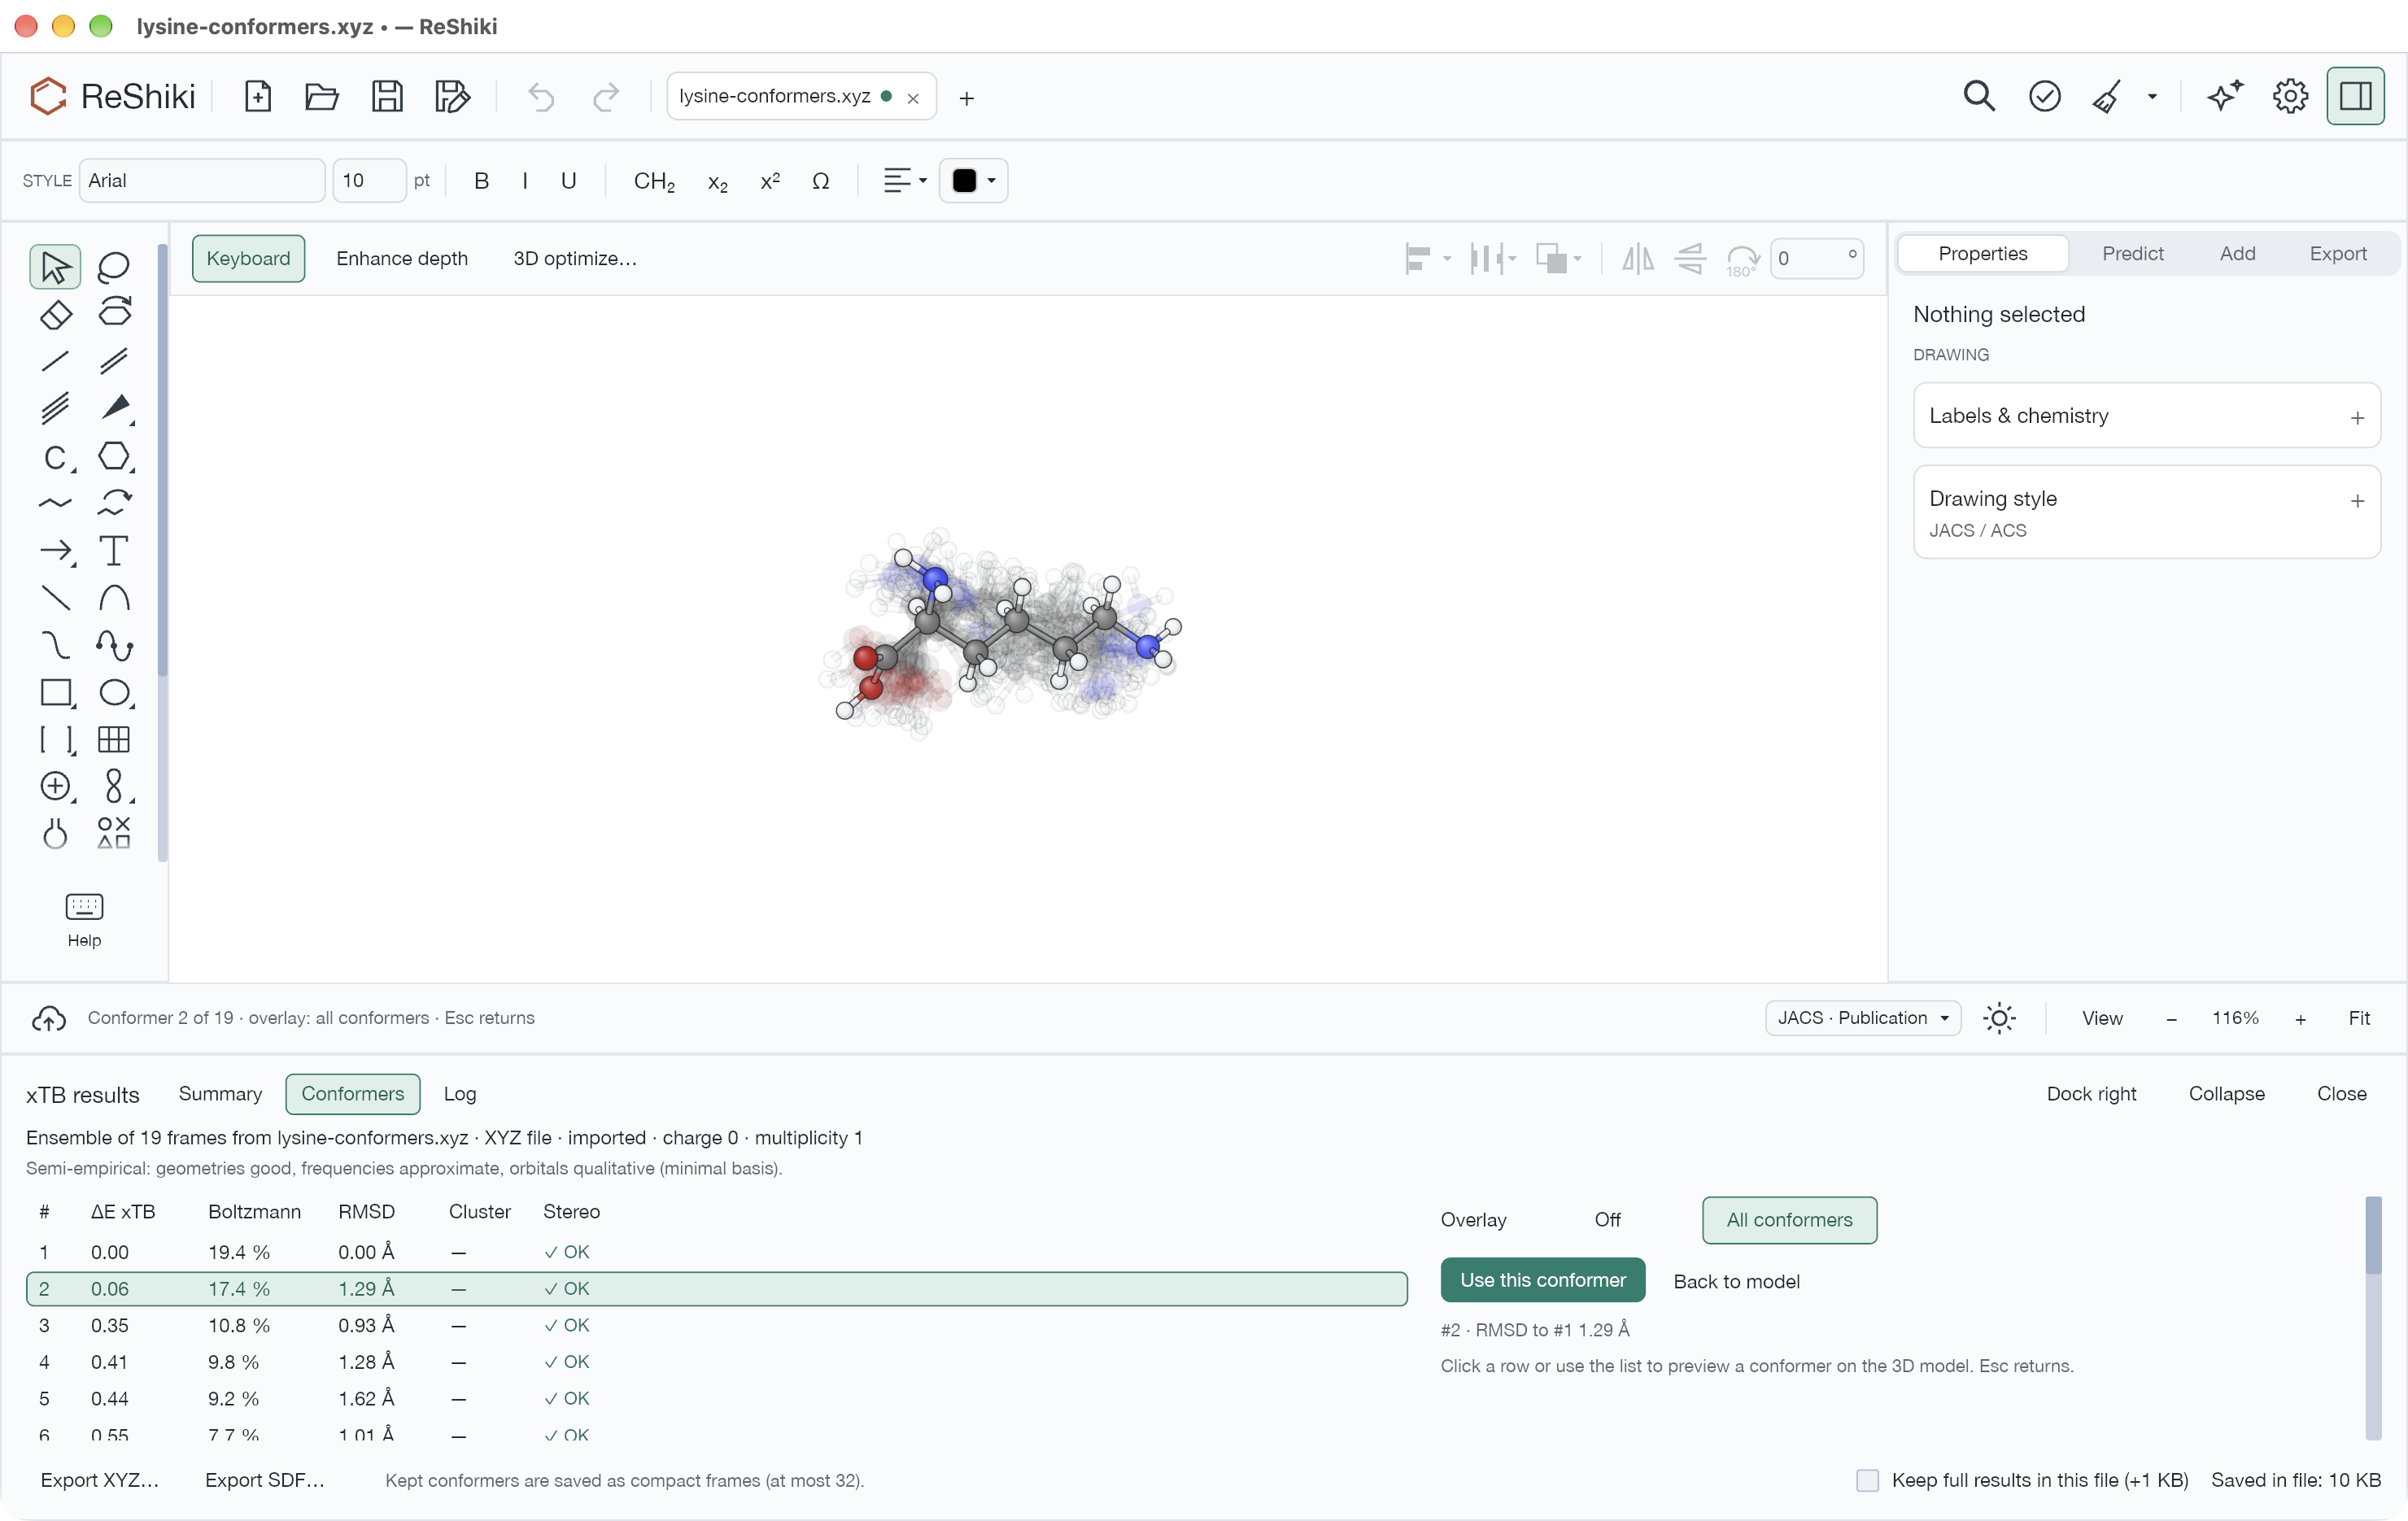 lysine-conformers.xyz • — ReShiki
ReShiki
lysine-conformers.xyz
STYLE Arial 10 pt B I U CH₂ x₂ x² Ω
Keyboard Enhance depth 3D optimize... 180° 0 °
Properties Predict Add Export
Nothing selected
DRAWING
Labels & chemistry +
Drawing style +
JACS / ACS
C
T
Help
Conformer 2 of 19 · overlay: all conformers · Esc returns
JACS · Publication View − 116% + Fit
xTB results Summary Conformers Log Dock right Collapse Close
Ensemble of 19 frames from lysine-conformers.xyz · XYZ file · imported · charge 0 · multiplicity 1
Semi-empirical: geometries good, frequencies approximate, orbitals qualitative (minimal basis).
# ΔE xTB Boltzmann RMSD Cluster Stereo
1 0.00 19.4 % 0.00 Å — ✓ OK
2 0.06 17.4 % 1.29 Å — ✓ OK
3 0.35 10.8 % 0.93 Å — ✓ OK
4 0.41 9.8 % 1.28 Å — ✓ OK
5 0.44 9.2 % 1.62 Å — ✓ OK
6 0.55 7.7 % 1.01 Å — ✓ OK
Overlay Off All conformers
Use this conformer Back to model
#2 · RMSD to #1 1.29 Å
Click a row or use the list to preview a conformer on the 3D model. Esc returns.
Export XYZ... Export SDF... Kept conformers are saved as compact frames (at most 32).
Keep full results in this file (+1 KB) Saved in file: 10 KB